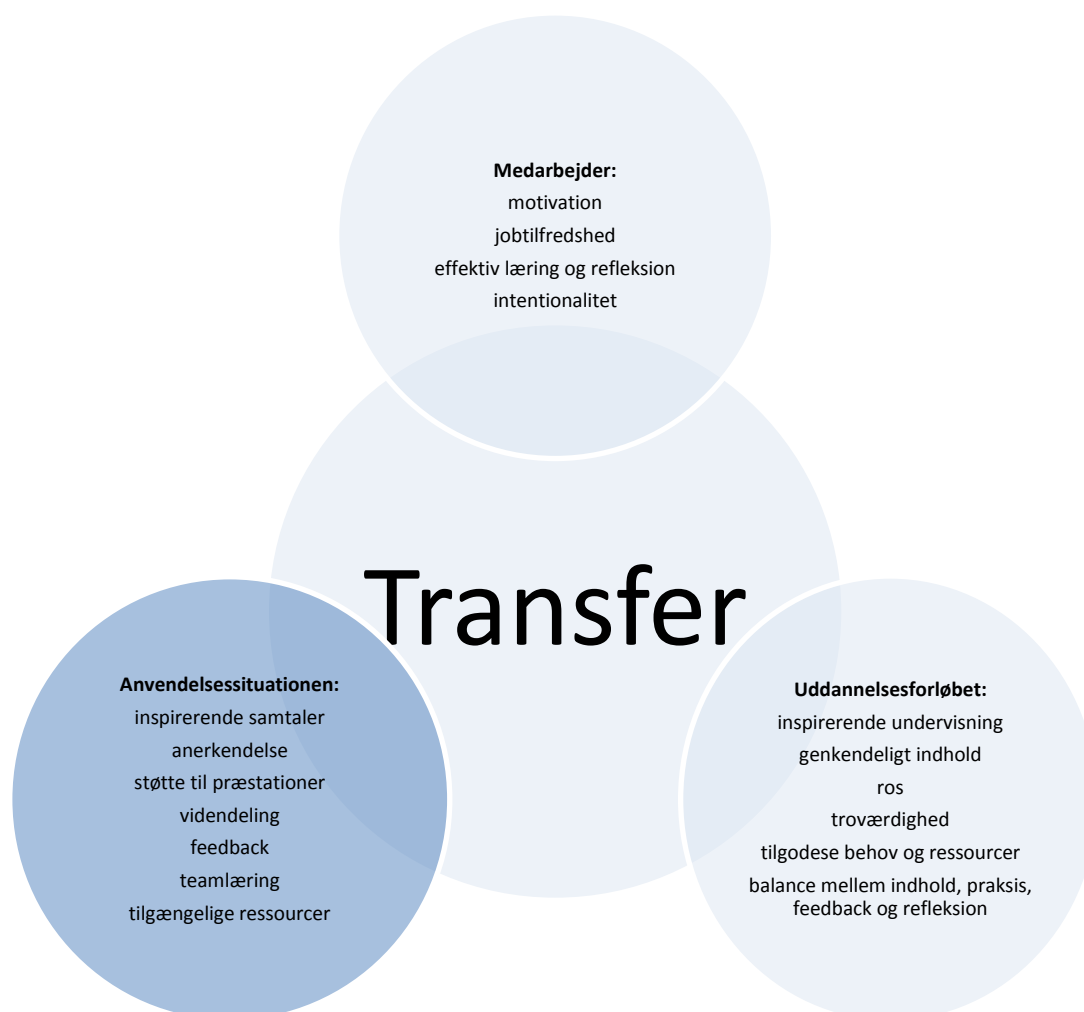 Medarbejder:
motivation
jobtilfredshed
effektiv læring og refleksion
intentionalitet
Transfer
Anvendelsessituationen:
inspirerende samtaler
anerkendelse
støtte til præstationer
videndeling
feedback
teamlæring
tilgængelige ressourcer
Uddannelsesforløbet:
inspirerende undervisning
genkendeligt indhold
ros
troværdighed
tilgodese behov og ressourcer
balance mellem indhold, praksis,
feedback og refleksion